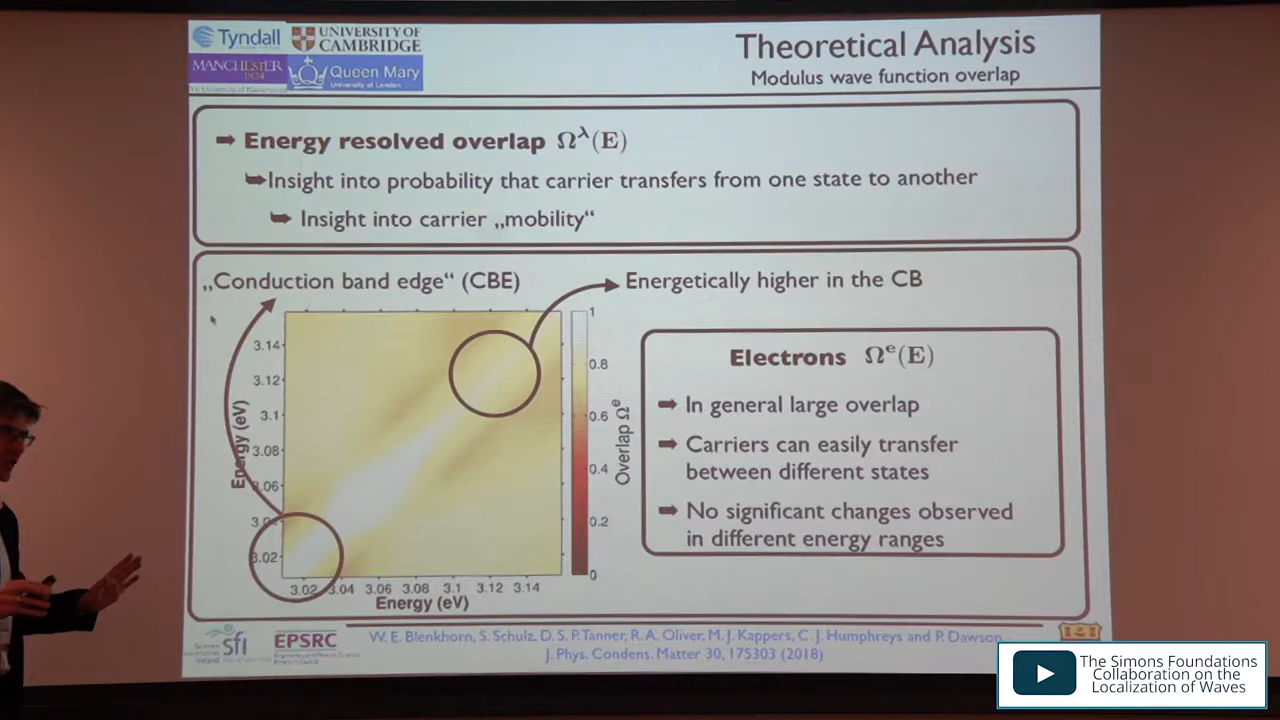 Tyndall
UNIVERSITY OF
CAMBRIDGE
MANCHESTER
1824
Queen Mary
University of London
Theoretical Analysis
Modulus wave function overlap
➡ Energy resolved overlap Ω^λ(E)
Insight into probability that carrier transfers from one state to another
Insight into carrier „mobility“
„Conduction band edge“ (CBE)
Energetically higher in the CB
3.14
3.12
3.1
3.08
3.06
3.04
3.02
Energy (eV)
3.02 3.04 3.06 3.08 3.1 3.12 3.14
Energy (eV)
1
0.8
0.6
0.4
0.2
0
Overlap Ω^e
Electrons Ω^e(E)
➡ In general large overlap
➡ Carriers can easily transfer
between different states
➡ No significant changes observed
in different energy ranges
sfi
EPSRC
W. E. Blenkhorn, S. Schulz, D. S. P. Tanner, R. A. Oliver, M. J. Kappers, C. J. Humphreys and P. Dawson
J. Phys. Condens. Matter 30, 175303 (2018)
The Simons Foundations
Collaboration on the
Localization of Waves